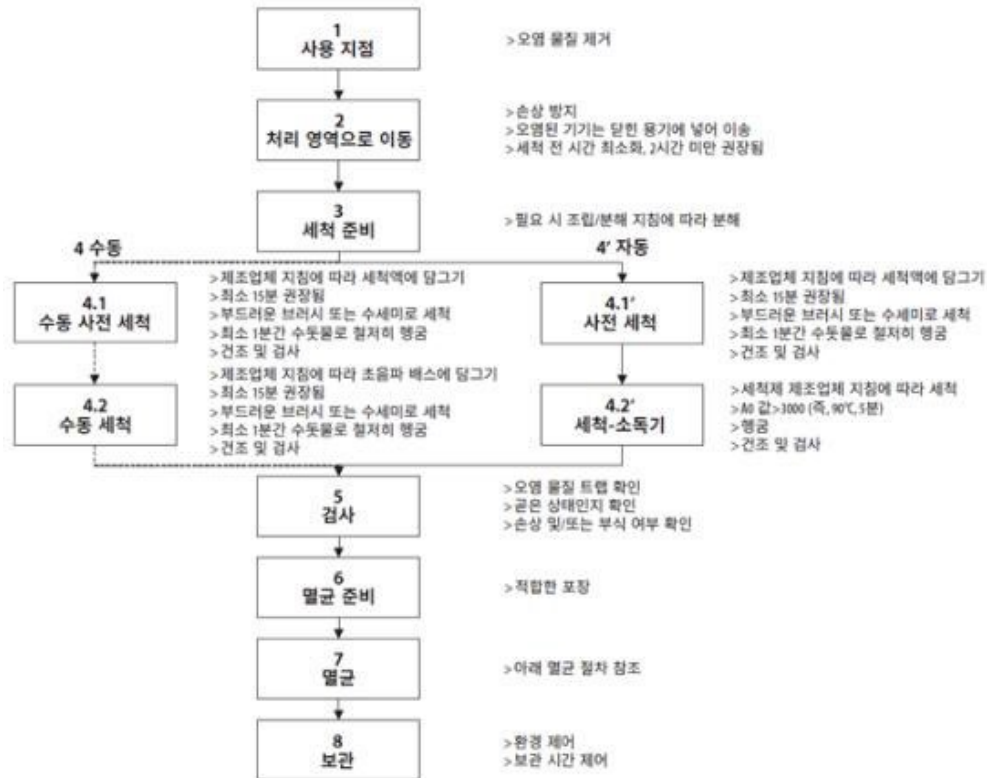 1
사용 지점
>오염 물질 제거
2
처리 영역으로 이동
>손상 방지
>오염된 기기는 닫힌 용기에 넣어 이송
>세척 전 시간 최소화, 2시간 미만 권장됨
3
세척 준비
>필요 시 조립/분해 지침에 따라 분해
4 수동
4.1
수동 사전 세척
>제조업체 지침에 따라 세척액에 담그기
>최소 15분 권장됨
>부드러운 브러시 또는 수세미로 세척
>최소 1분간 수돗물로 철저히 헹굼
>건조 및 검사
4.2
수동 세척
>제조업체 지침에 따라 초음파 배스에 담그기
>최소 15분 권장됨
>부드러운 브러시 또는 수세미로 세척
>최소 1분간 수돗물로 철저히 헹굼
>건조 및 검사
4' 자동
4.1'
사전 세척
>제조업체 지침에 따라 세척액에 담그기
>최소 15분 권장됨
>부드러운 브러시 또는 수세미로 세척
>최소 1분간 수돗물로 철저히 헹굼
>건조 및 검사
4.2'
세척-소독기
>세척제 제조업체 지침에 따라 세척
>A0 값>3000 (즉, 90℃, 5분)
>헹굼
>건조 및 검사
5
검사
>오염 물질 트랩 확인
>곧은 상태인지 확인
>손상 및/또는 부식 여부 확인
6
멸균 준비
>적합한 포장
7
멸균
>아래 멸균 절차 참조
8
보관
>환경 제어
>보관 시간 제어